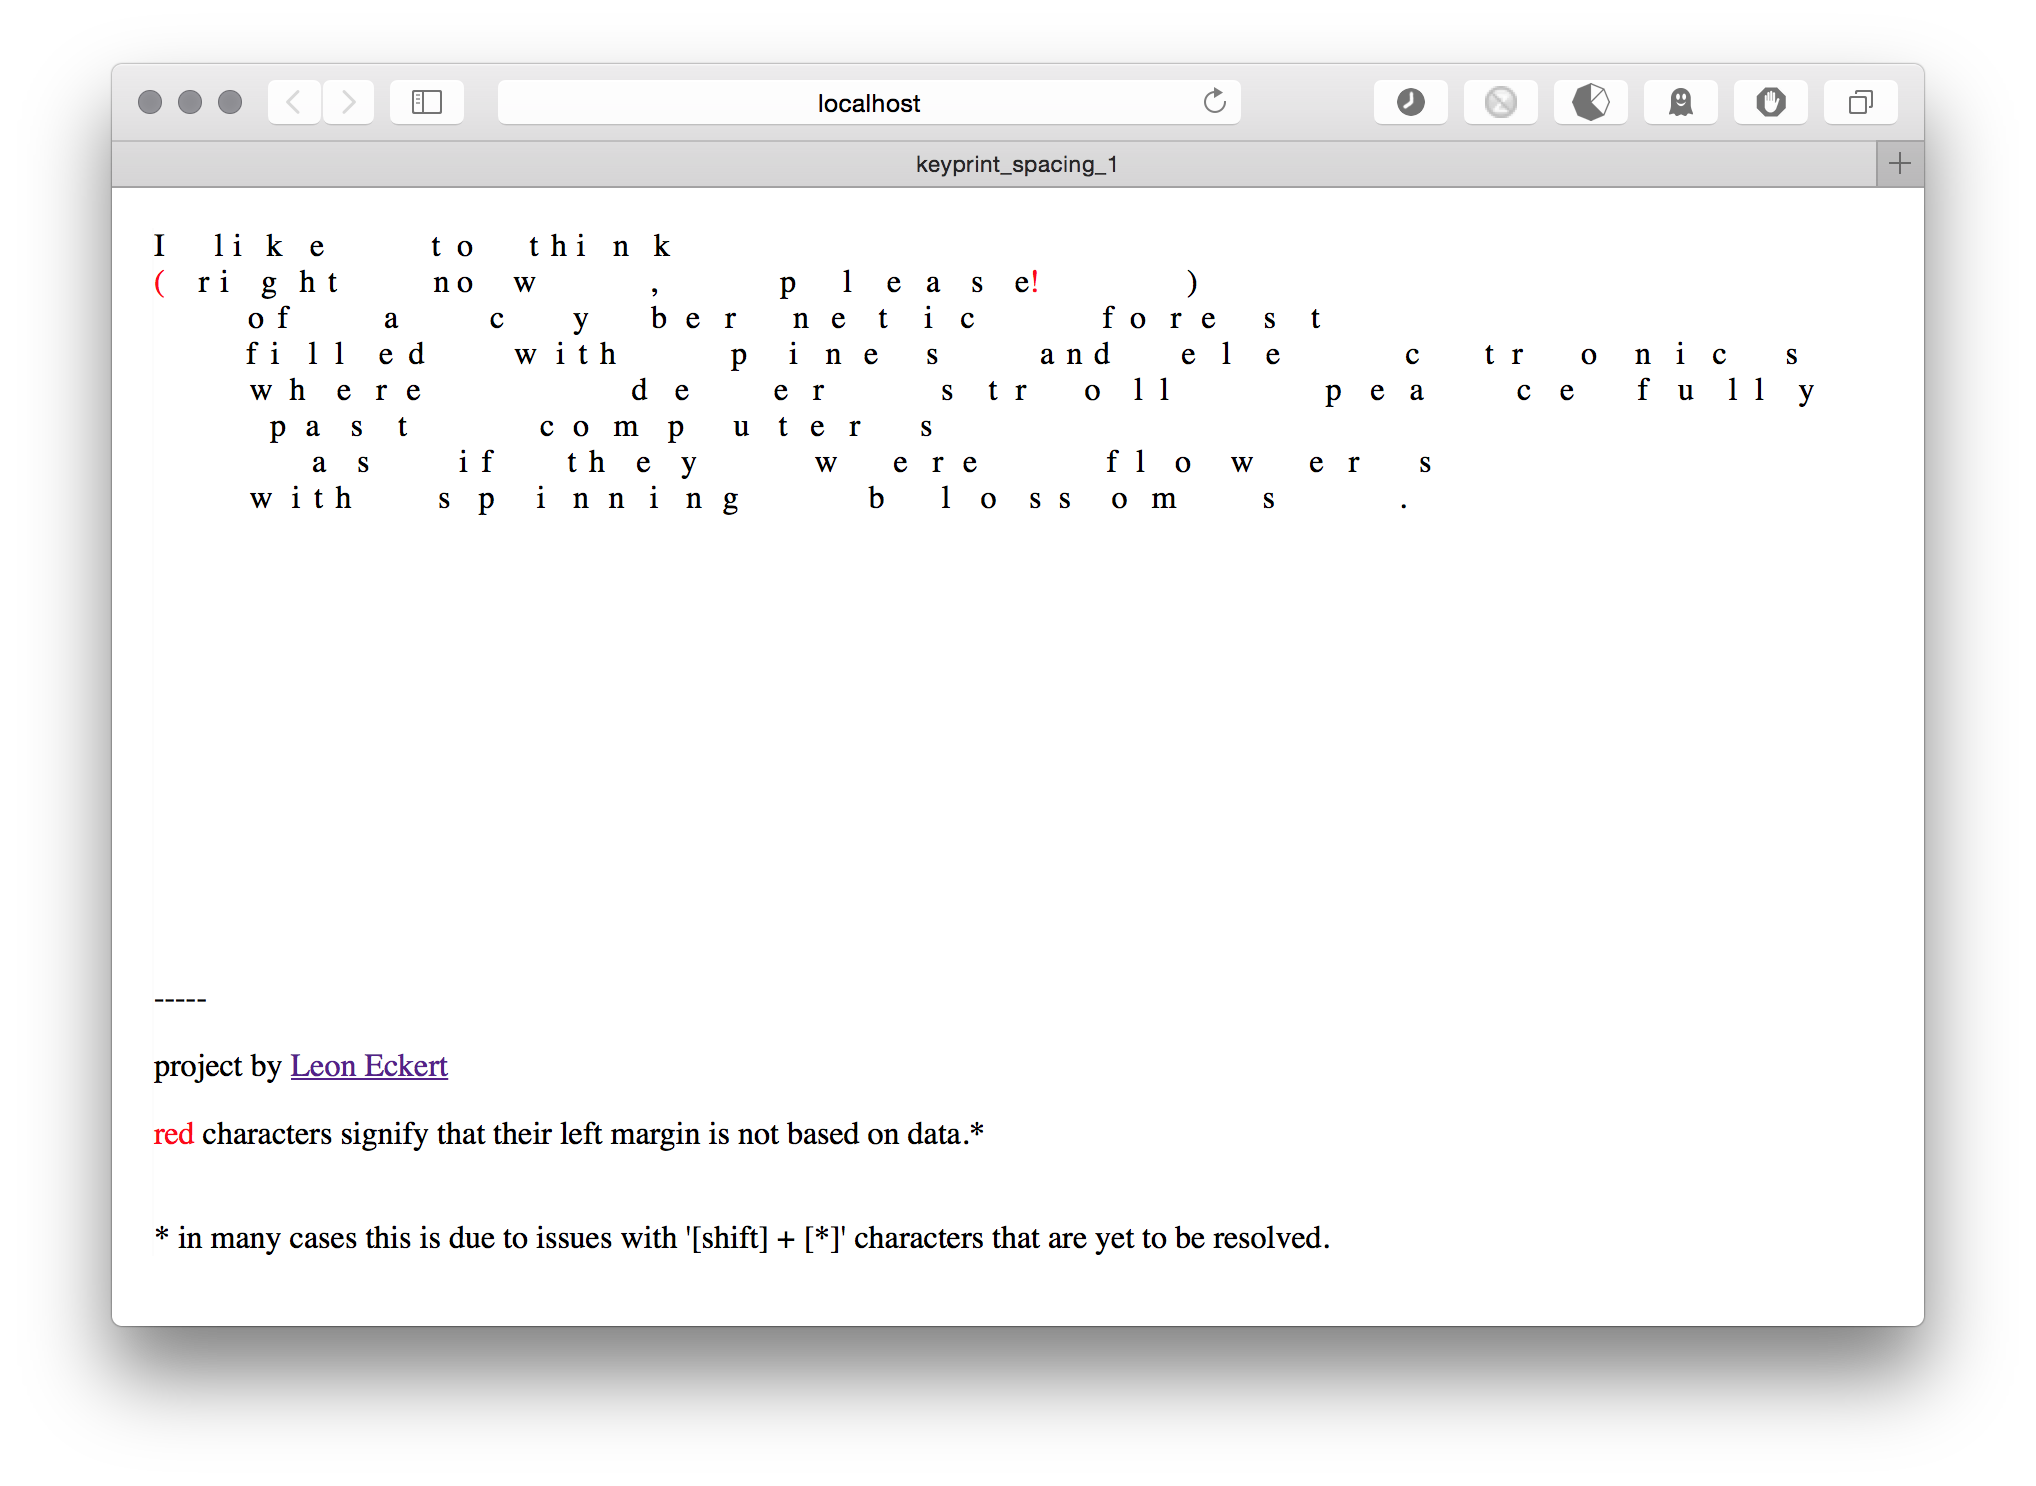 localhost
keyprint_spacing_1
I like to think
( right now , please! )
of a cybernetic forest
filled with pines and electronics
where deer stroll peacefully
past computers
as if they were flowers
with spinning blossoms .
-----
project by Leon Eckert
red characters signify that their left margin is not based on data.*
* in many cases this is due to issues with '[shift] + [*]' characters that are yet to be resolved.